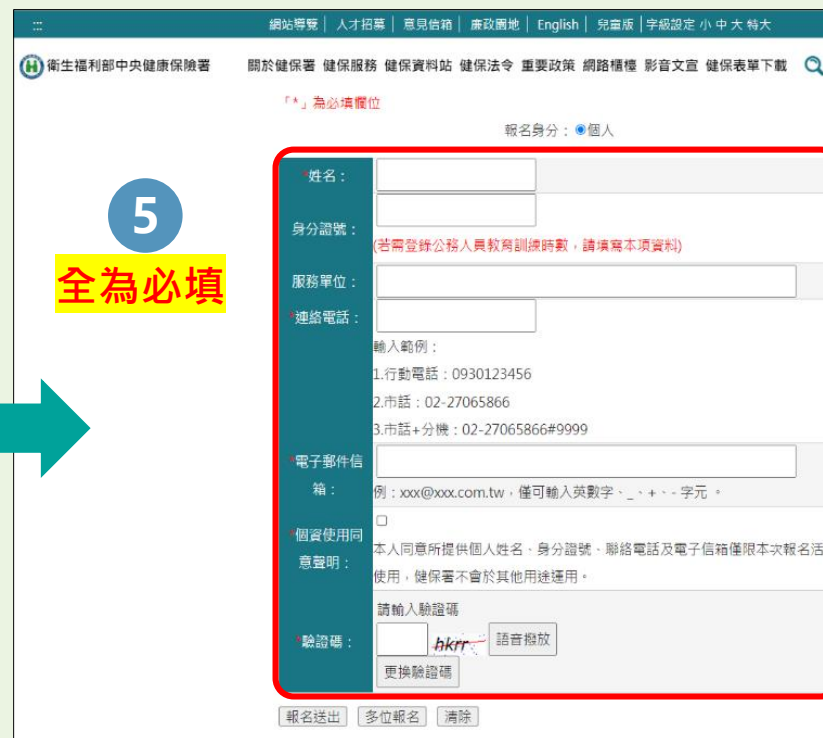 :::
網站導覽│ 人才招募│ 意見信箱│ 廉政園地│ English│ 兒童版│字級設定 小 中 大 特大
衛生福利部中央健康保險署 關於健保署 健保服務 健保資料站 健保法令 重要政策 網路櫃檯 影音文宣 健保表單下載
「*」為必填欄位
報名身分：個人
*姓名：
身分證號：
(若需登錄公務人員教育訓練時數，請填寫本項資料)
服務單位：
*連絡電話：
輸入範例：
1.行動電話：0930123456
2.市話：02-27065866
3.市話+分機：02-27065866#9999
*電子郵件信
箱：
例：xxx@xxx.com.tw，僅可輸入英數字、_、+、- 字元 。
*個資使用同
意聲明：
本人同意所提供個人姓名、身分證號、聯絡電話及電子信箱僅限本次報名活
使用，健保署不會於其他用途運用。
請輸入驗證碼
*驗證碼：
hkrr
語音撥放
更換驗證碼
報名送出 多位報名 清除
5
全為必填